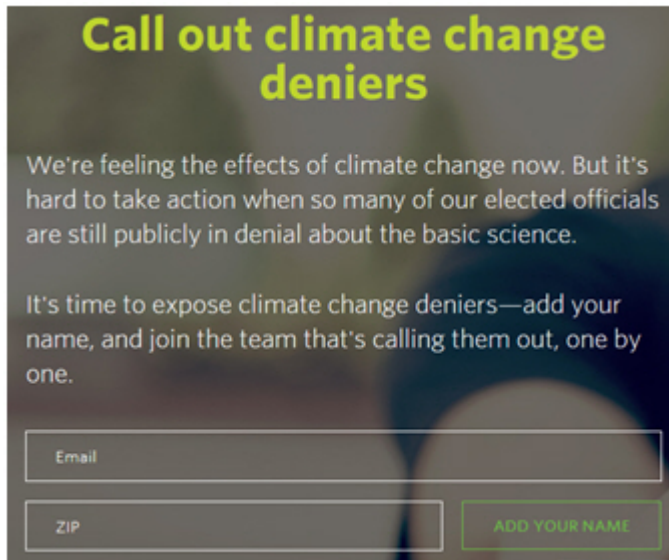 Call out climate change
deniers
We're feeling the effects of climate change now. But it's
hard to take action when so many of our elected officials
are still publicly in denial about the basic science.
It's time to expose climate change deniers—add your
name, and join the team that's calling them out, one by
one.
Email
ZIP
ADD YOUR NAME